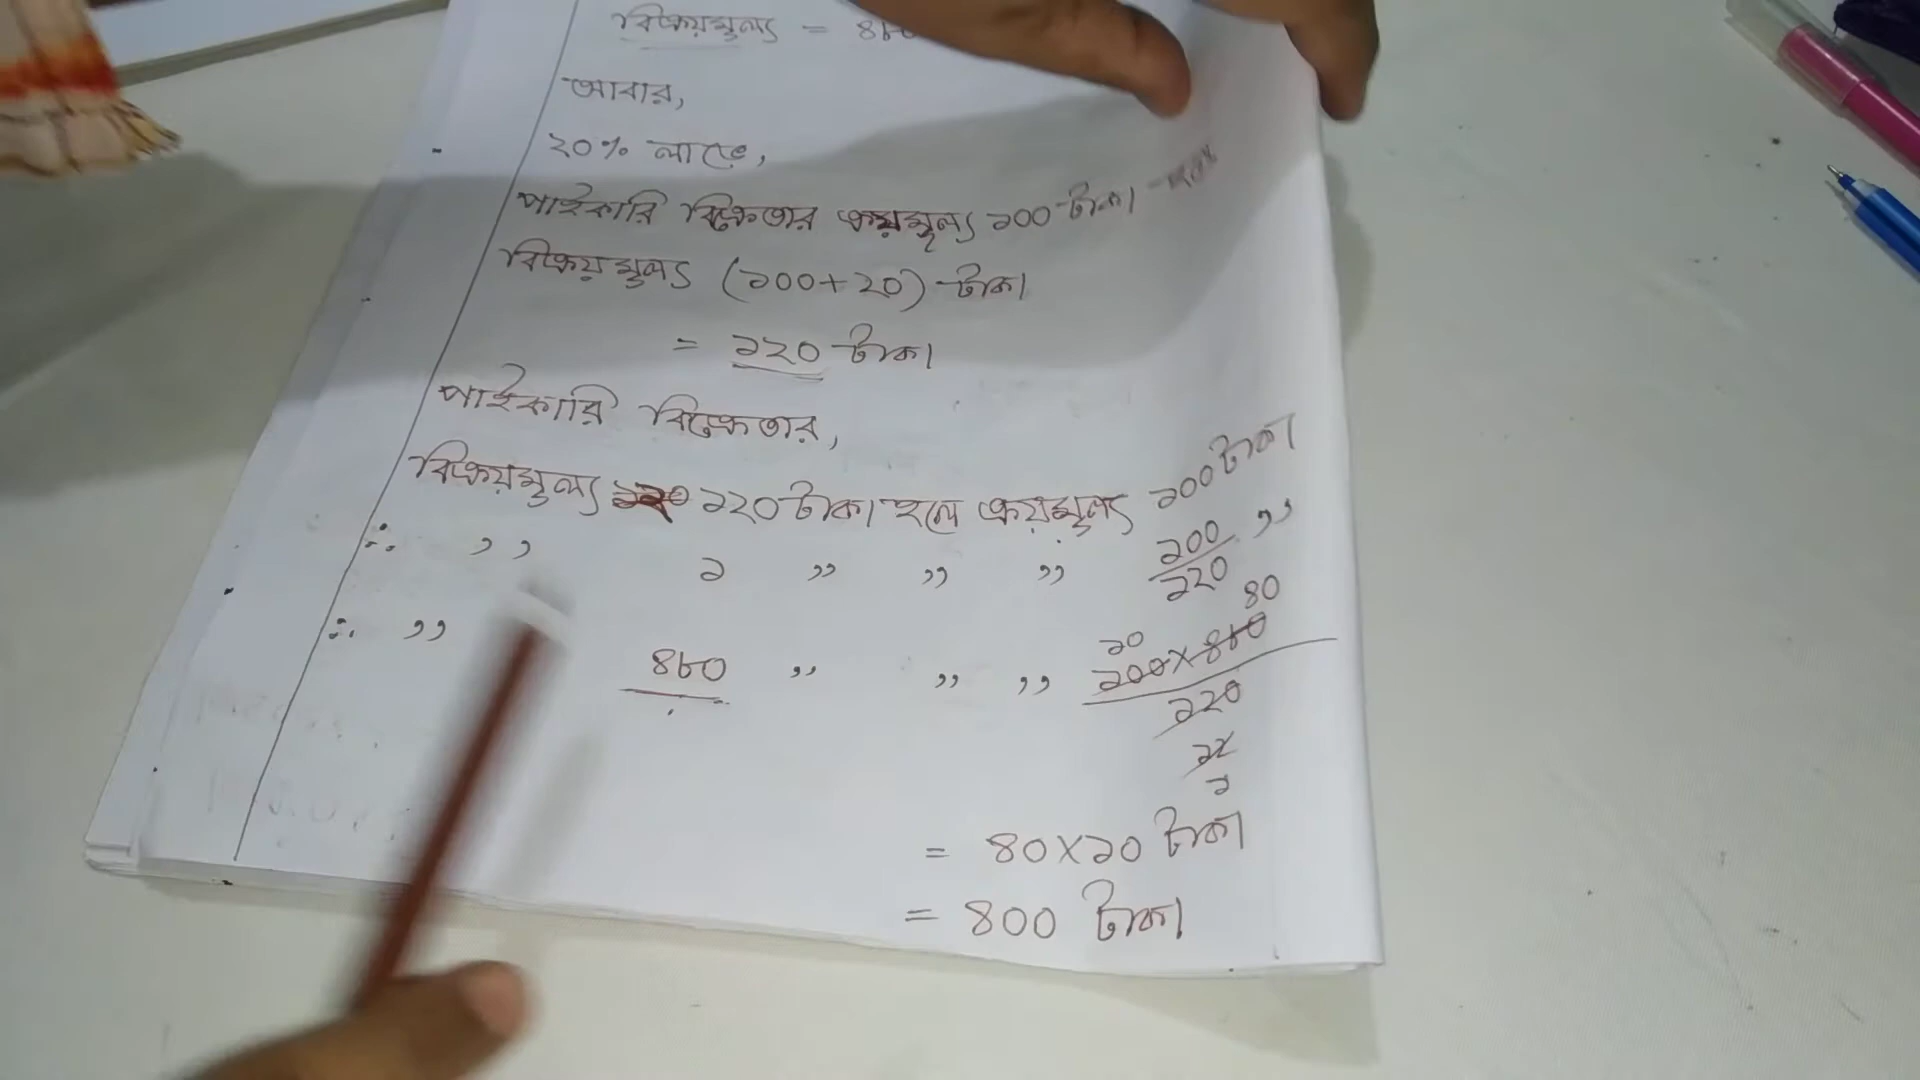 বিক্রয়মূল্য = ৪৮০
আবার,
২০% লাভে,
পাইকারি বিক্রেতার ক্রয়মূল্য ১০০ টাকা হলে
বিক্রয়মূল্য (১০০+২০) টাকা
= ১২০ টাকা
পাইকারি বিক্রেতার,
বিক্রয়মূল্য ১২০ টাকা হলে ক্রয়মূল্য ১০০ টাকা
∴ ,, ১ ,, ,, ,, ১০০/১২০ ,,
৪০
১০
∴ ,, ৪৮০ ,, ,, ,, ১০০×৪৮০/১২০
১২
১
= ৪০×১০ টাকা
= ৪০০ টাকা